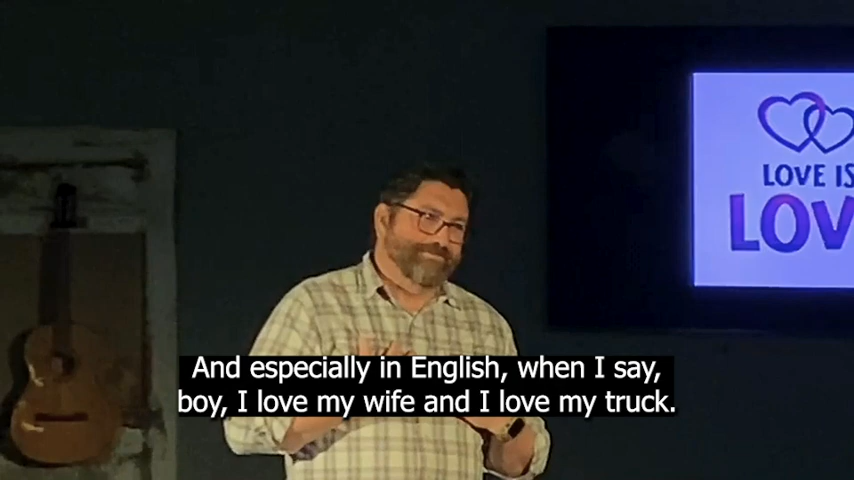 LOVE IS
LOV
And especially in English, when I say,
boy, I love my wife and I love my truck.